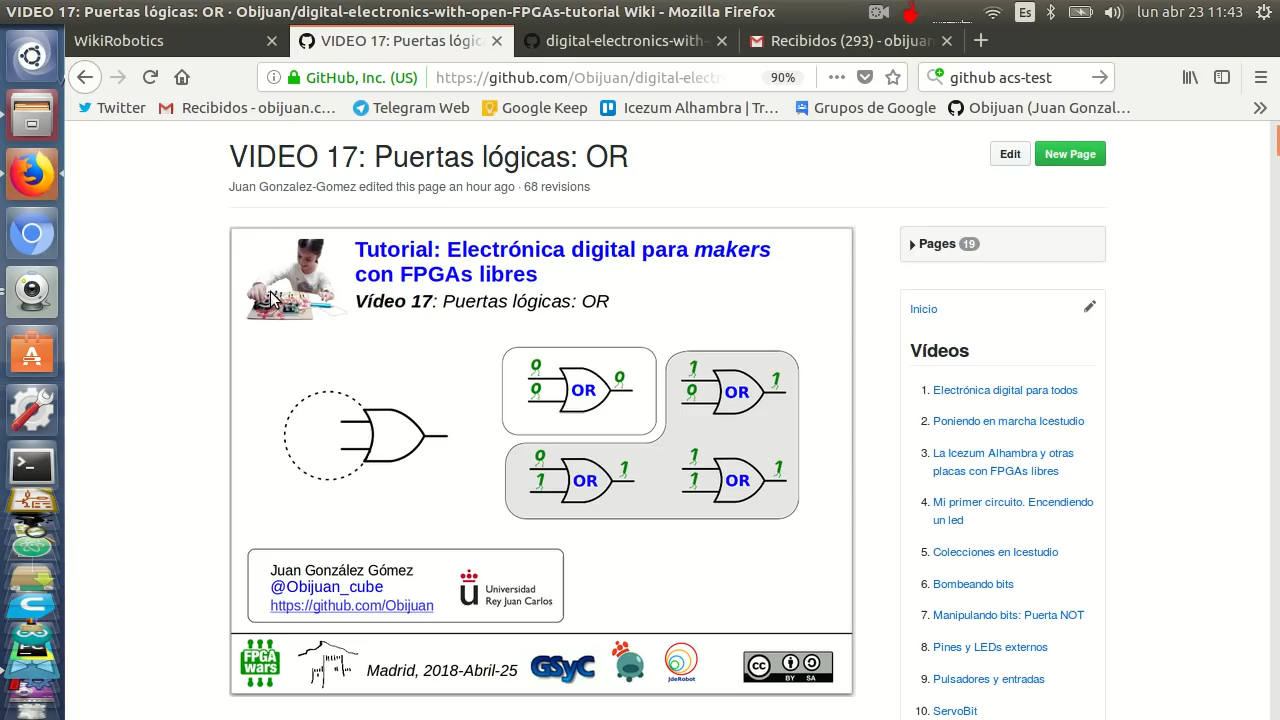 VIDEO 17: Puertas lógicas: OR · Obijuan/digital-electronics-with-open-FPGAs-tutorial Wiki - Mozilla Firefox
Es
lun abr 23 11:43
WikiRobotics
VIDEO 17: Puertas lógic
digital-electronics-with-
Recibidos (293) - obijuan
GitHub, Inc. (US)
https://github.com/Obijuan/digital-electr
90%
github acs-test
Twitter
Recibidos - obijuan.c…
Telegram Web
Google Keep
Icezum Alhambra | Tr…
Grupos de Google
Obijuan (Juan Gonzal…
VIDEO 17: Puertas lógicas: OR
Edit
New Page
Juan Gonzalez-Gomez edited this page an hour ago · 68 revisions
Tutorial: Electrónica digital para makers
con FPGAs libres
Vídeo 17: Puertas lógicas: OR
0
0
OR
0
1
0
OR
1
0
1
OR
1
1
1
OR
1
Juan González Gómez
@Obijuan_cube
https://github.com/Obijuan
Universidad
Rey Juan Carlos
FPGA
wars
Madrid, 2018-Abril-25
GSyC
JdeRobot
cc
BY SA
Pages 19
Inicio
Vídeos
1. Electrónica digital para todos
2. Poniendo en marcha Icestudio
3. La Icezum Alhambra y otras
placas con FPGAs libres
4. Mi primer circuito. Encendiendo
un led
5. Colecciones en Icestudio
6. Bombeando bits
7. Manipulando bits: Puerta NOT
8. Pines y LEDs externos
9. Pulsadores y entradas
10. ServoBit